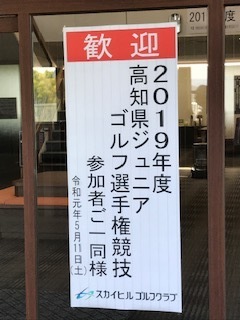 歓迎
2019年度
高知県ジュニア
ゴルフ選手権競技
参加者ご一同様
令和元年5月11日(土)
スカイヒルゴルフクラブ
201
度